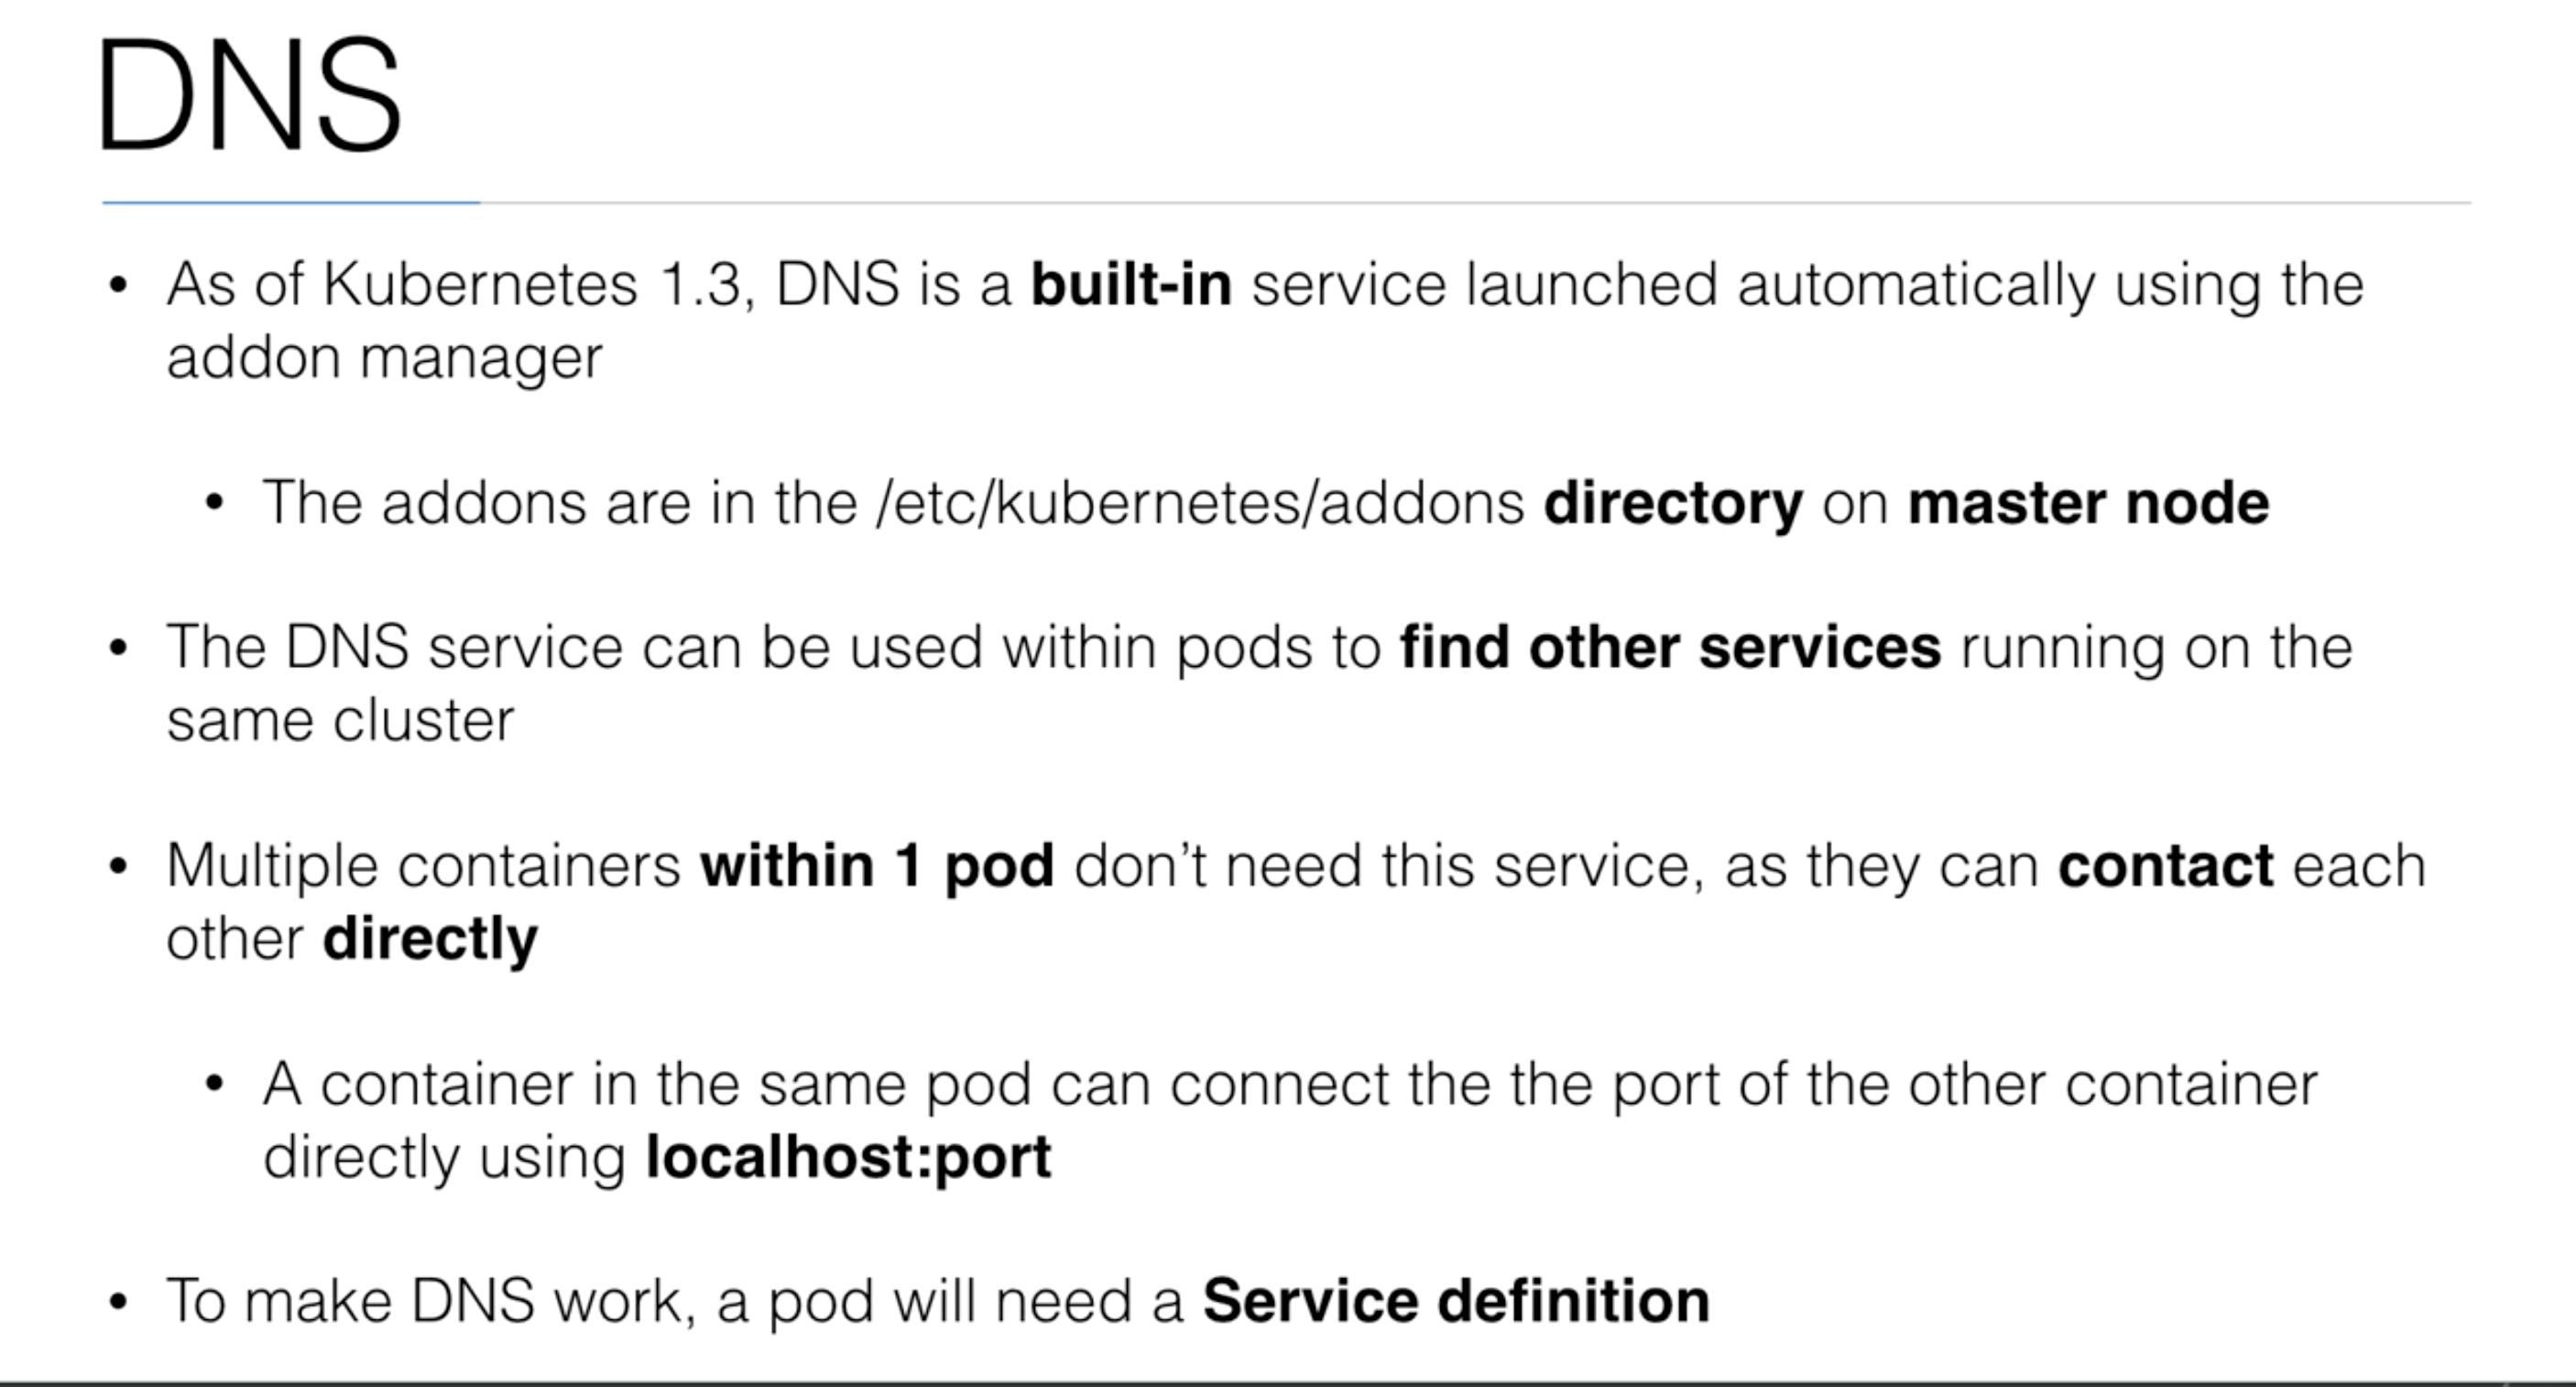 DNS
• As of Kubernetes 1.3, DNS is a built-in service launched automatically using the
addon manager
• The addons are in the /etc/kubernetes/addons directory on master node
• The DNS service can be used within pods to find other services running on the
same cluster
• Multiple containers within 1 pod don’t need this service, as they can contact each
other directly
• A container in the same pod can connect the the port of the other container
directly using localhost:port
• To make DNS work, a pod will need a Service definition